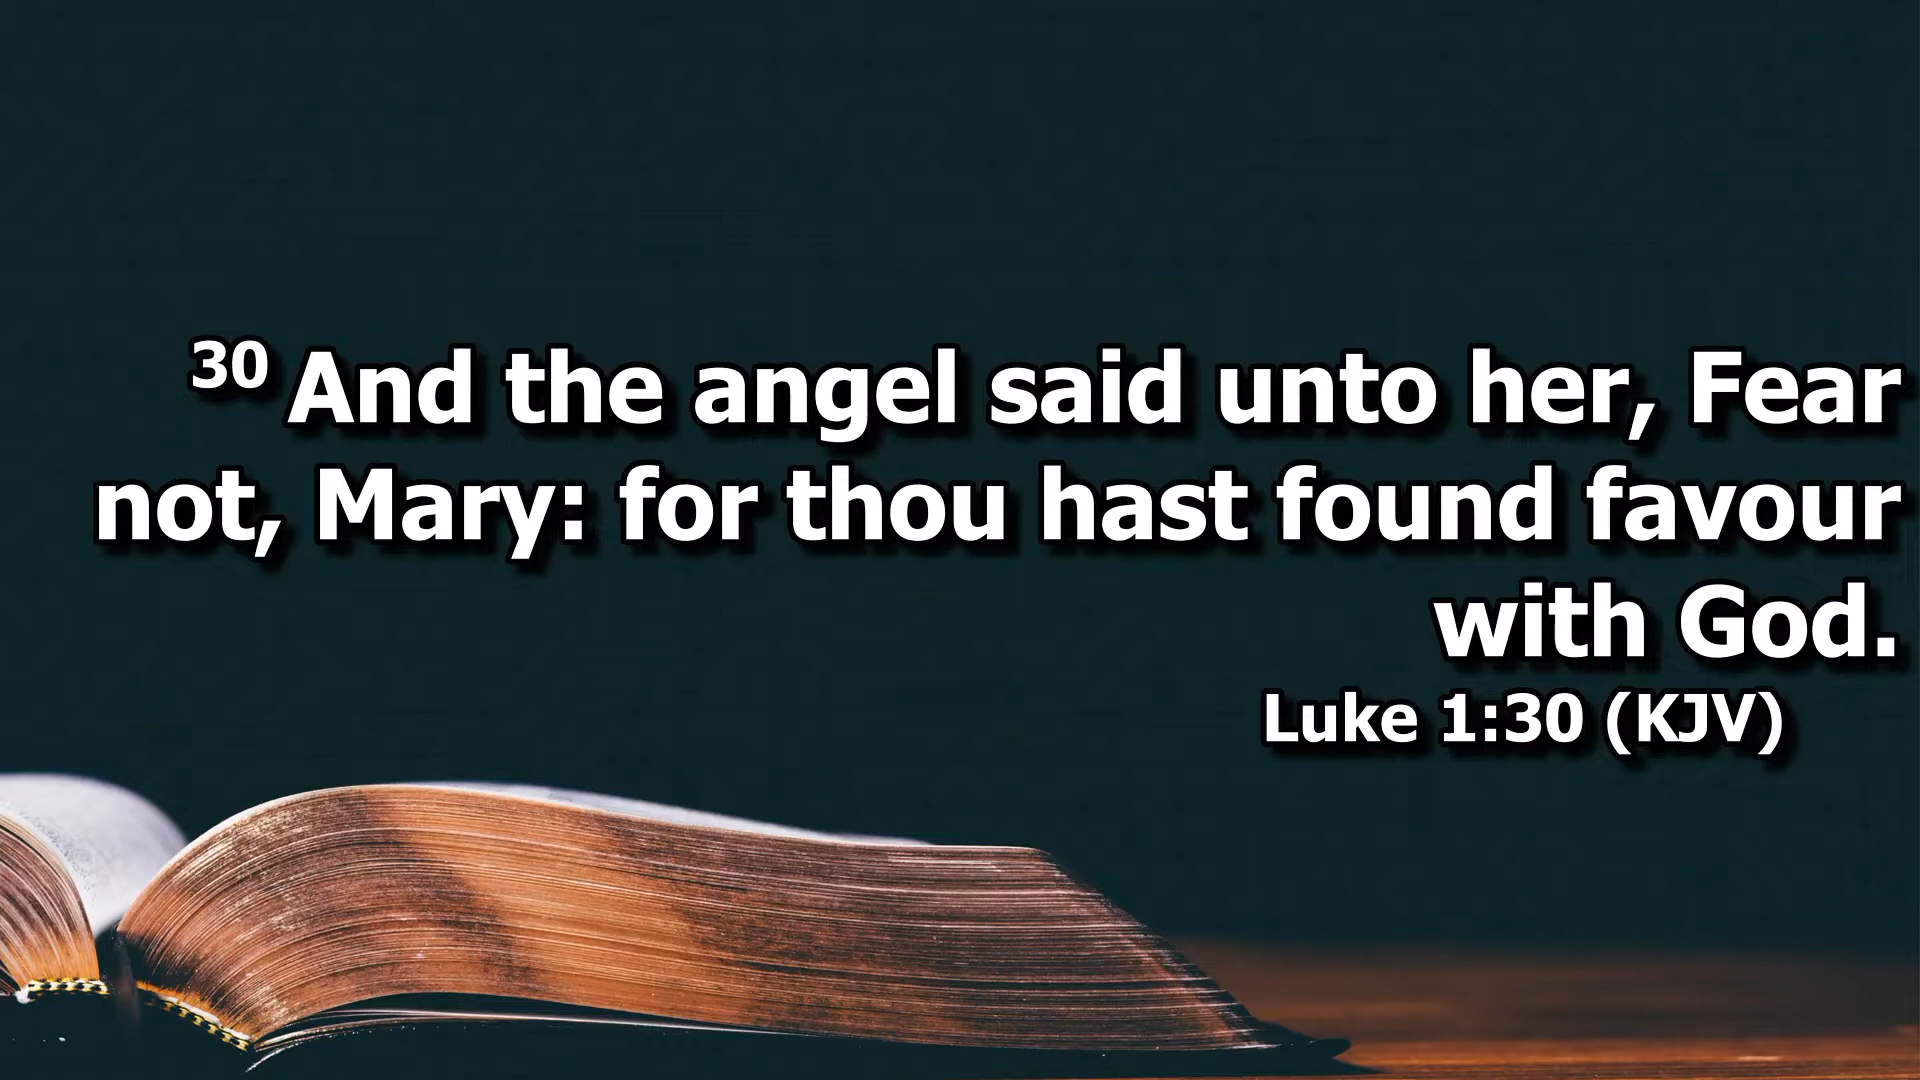 30 And the angel said unto her, Fear
not, Mary: for thou hast found favour
with God.
Luke 1:30 (KJV)